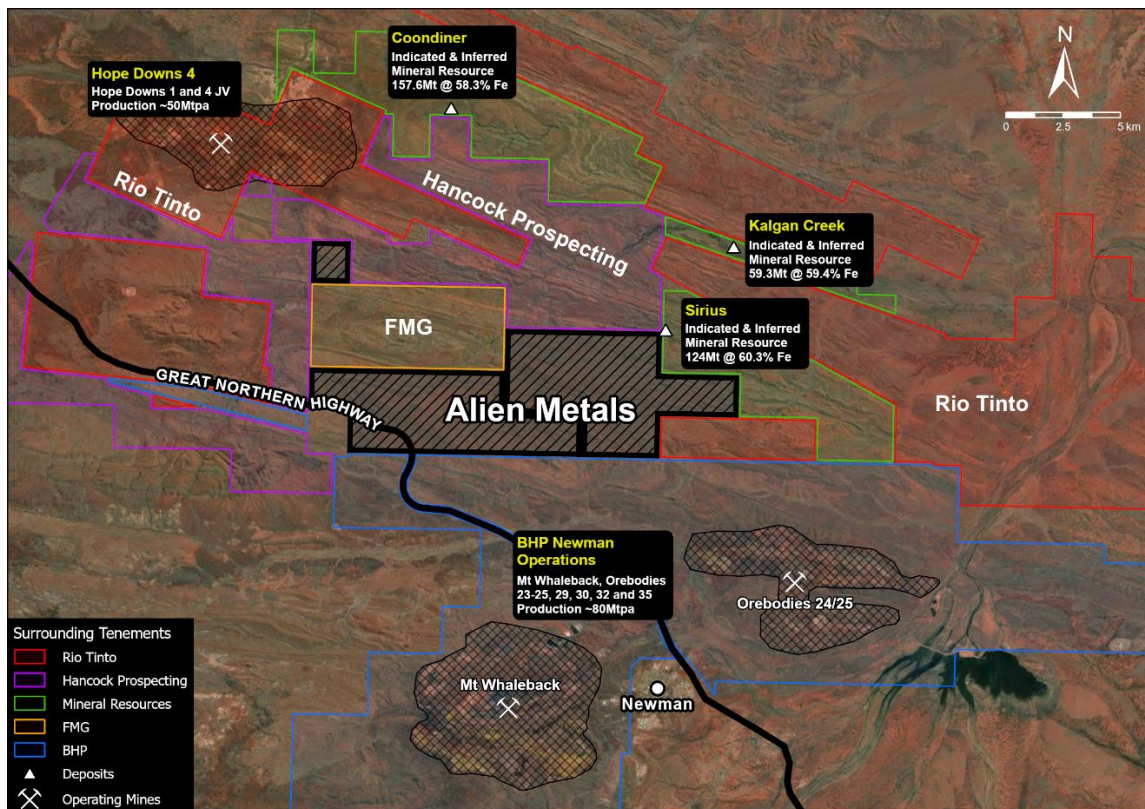 Coondiner
Indicated & Inferred
Mineral Resource
157.6Mt @ 58.3% Fe
Hope Downs 4
Hope Downs 1 and 4 JV
Production ~50Mtpa
N
0 2.5 5 km
Rio Tinto
Hancock Prospecting
Kalgan Creek
Indicated & Inferred
Mineral Resource
59.3Mt @ 59.4% Fe
Sirius
Indicated & Inferred
Mineral Resource
124Mt @ 60.3% Fe
FMG
GREAT NORTHERN HIGHWAY
Alien Metals
Rio Tinto
BHP Newman
Operations
Mt Whaleback, Orebodies
23-25, 29, 30, 32 and 35
Production ~80Mtpa
Orebodies 24/25
Mt Whaleback
Newman
Surrounding Tenements
Rio Tinto
Hancock Prospecting
Mineral Resources
FMG
BHP
Deposits
Operating Mines